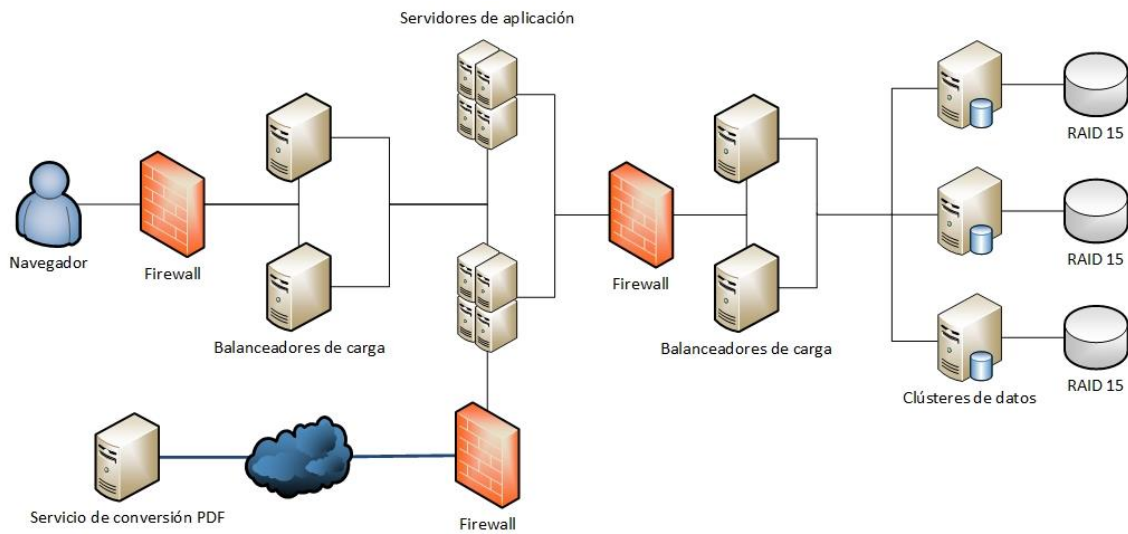 Servidores de aplicación
RAID 15
Navegador
Firewall
RAID 15
Firewall
Balanceadores de carga
Balanceadores de carga
Clústeres de datos
RAID 15
Servicio de conversión PDF
Firewall